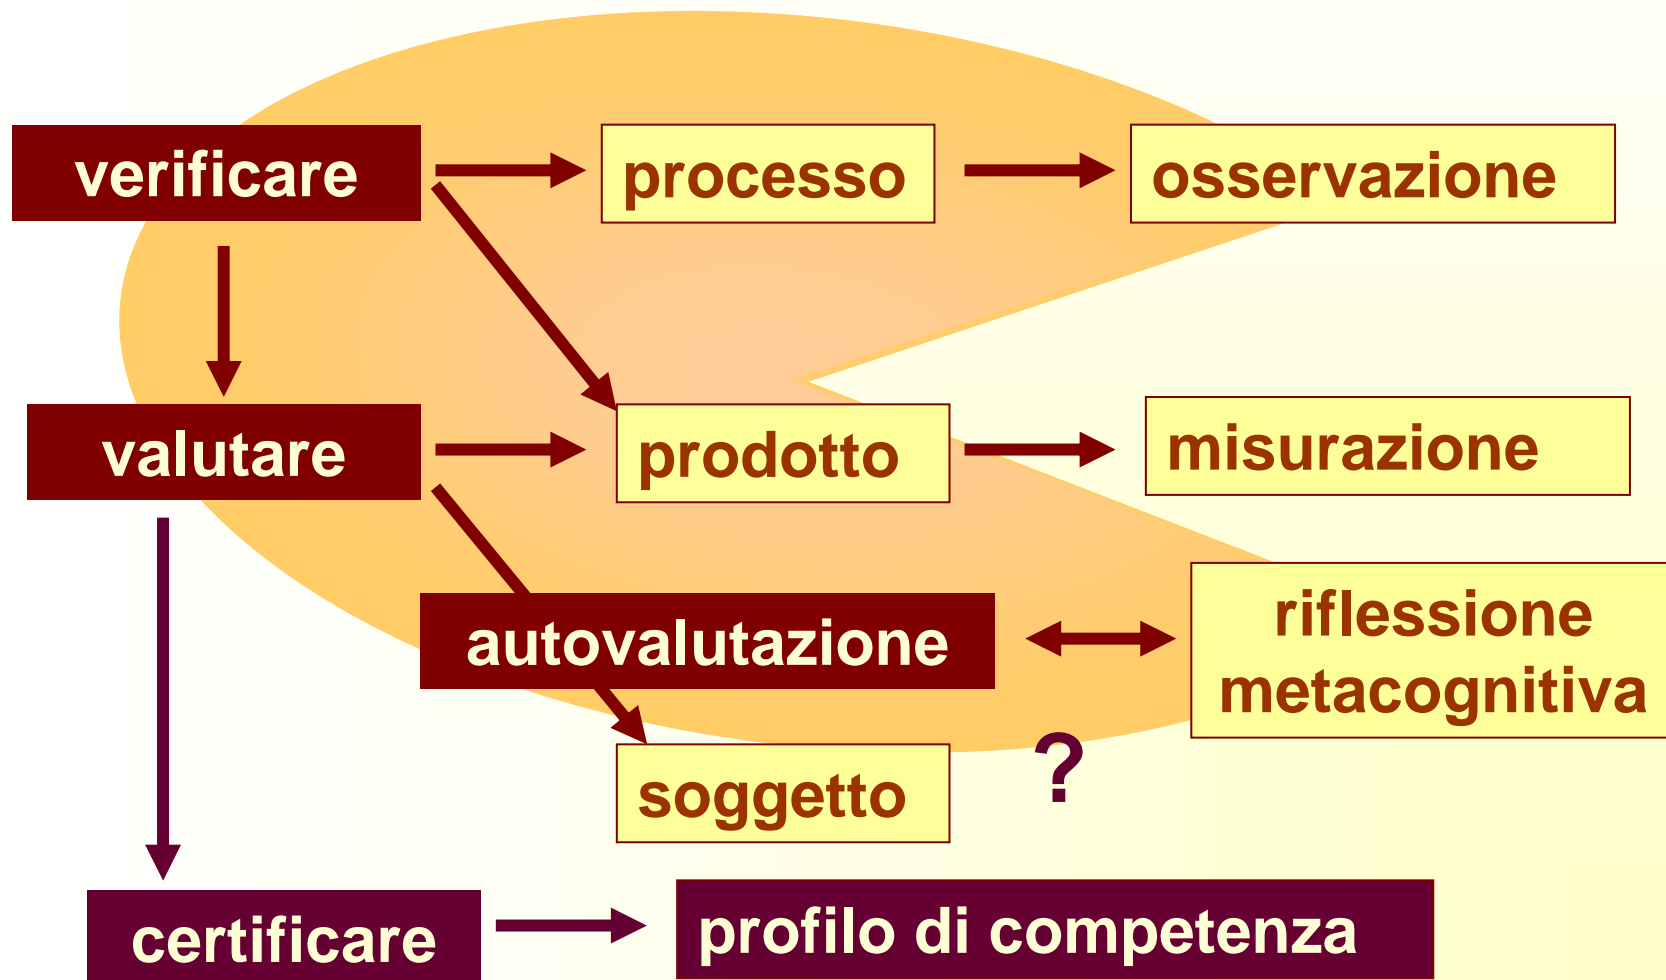 verificare
processo
osservazione
valutare
prodotto
misurazione
autovalutazione
riflessione
metacognitiva
soggetto
?
certificare
profilo di competenza